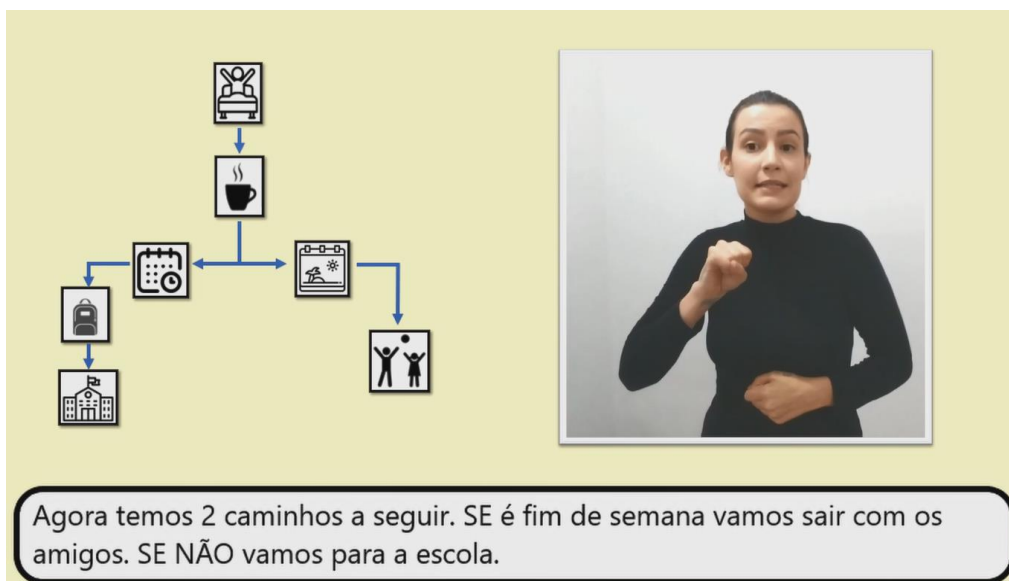 Agora temos 2 caminhos a seguir. SE é fim de semana vamos sair com os
amigos. SE NÃO vamos para a escola.